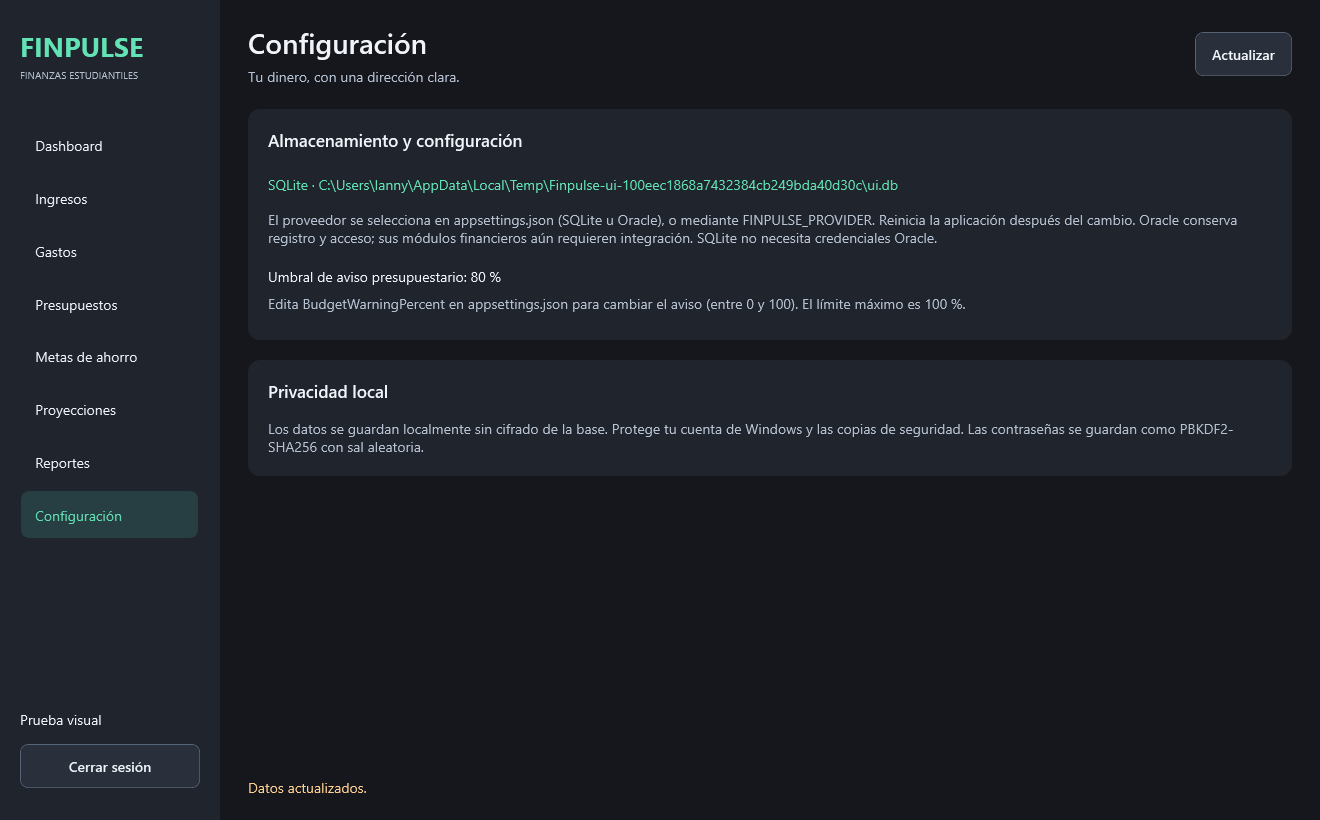 FINPULSE
FINANZAS ESTUDIANTILES
Dashboard
Ingresos
Gastos
Presupuestos
Metas de ahorro
Proyecciones
Reportes
Configuración
Prueba visual
Cerrar sesión
Configuración
Tu dinero, con una dirección clara.
Actualizar
Almacenamiento y configuración
SQLite · C:\Users\lanny\AppData\Local\Temp\Finpulse-ui-100eec1868a7432384cb249bda40d30c\ui.db
El proveedor se selecciona en appsettings.json (SQLite u Oracle), o mediante FINPULSE_PROVIDER. Reinicia la aplicación después del cambio. Oracle conserva
registro y acceso; sus módulos financieros aún requieren integración. SQLite no necesita credenciales Oracle.
Umbral de aviso presupuestario: 80 %
Edita BudgetWarningPercent en appsettings.json para cambiar el aviso (entre 0 y 100). El límite máximo es 100 %.
Privacidad local
Los datos se guardan localmente sin cifrado de la base. Protege tu cuenta de Windows y las copias de seguridad. Las contraseñas se guardan como PBKDF2-
SHA256 con sal aleatoria.
Datos actualizados.